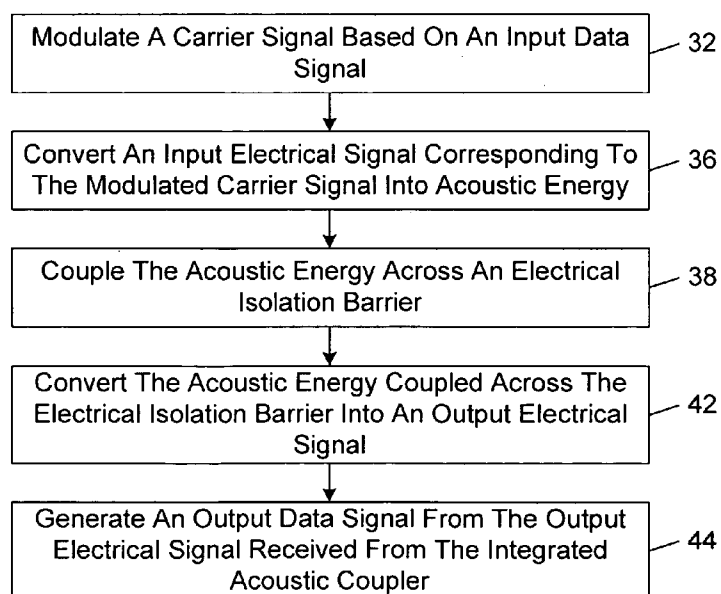 Modulate A Carrier Signal Based On An Input Data
Signal
32
Convert An Input Electrical Signal Corresponding To
The Modulated Carrier Signal Into Acoustic Energy
36
Couple The Acoustic Energy Across An Electrical
Isolation Barrier
38
Convert The Acoustic Energy Coupled Across The
Electrical Isolation Barrier Into An Output Electrical
Signal
42
Generate An Output Data Signal From The Output
Electrical Signal Received From The Integrated
Acoustic Coupler
44